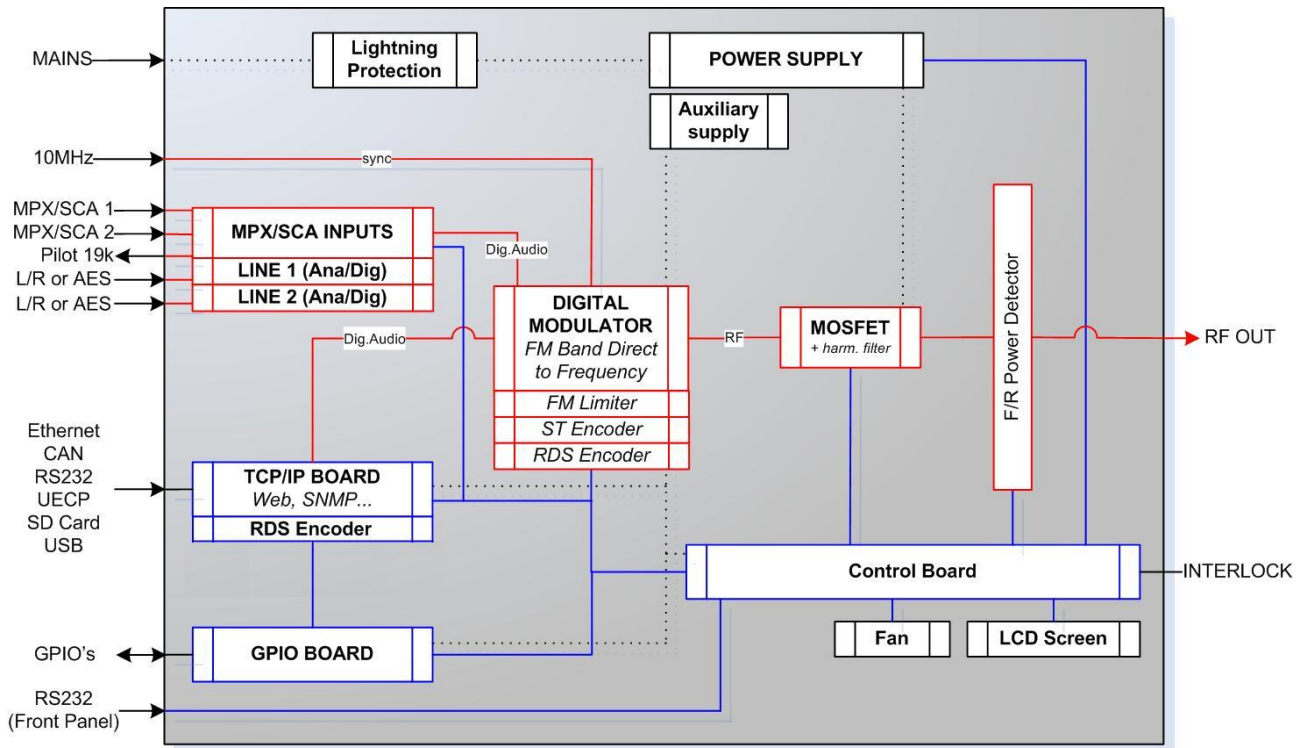 MAINS
Lightning
Protection
POWER SUPPLY
Auxiliary
supply
10MHz
sync
MPX/SCA 1
MPX/SCA 2
Pilot 19k
L/R or AES
L/R or AES
MPX/SCA INPUTS
LINE 1 (Ana/Dig)
LINE 2 (Ana/Dig)
Dig.Audio
Dig.Audio
DIGITAL
MODULATOR
FM Band Direct
to Frequency
FM Limiter
ST Encoder
RDS Encoder
RF
MOSFET
+ harm. filter
F/R Power Detector
RF OUT
Ethernet
CAN
RS232
UECP
SD Card
USB
TCP/IP BOARD
Web, SNMP...
RDS Encoder
Control Board
INTERLOCK
Fan
LCD Screen
GPIO's
GPIO BOARD
RS232
(Front Panel)